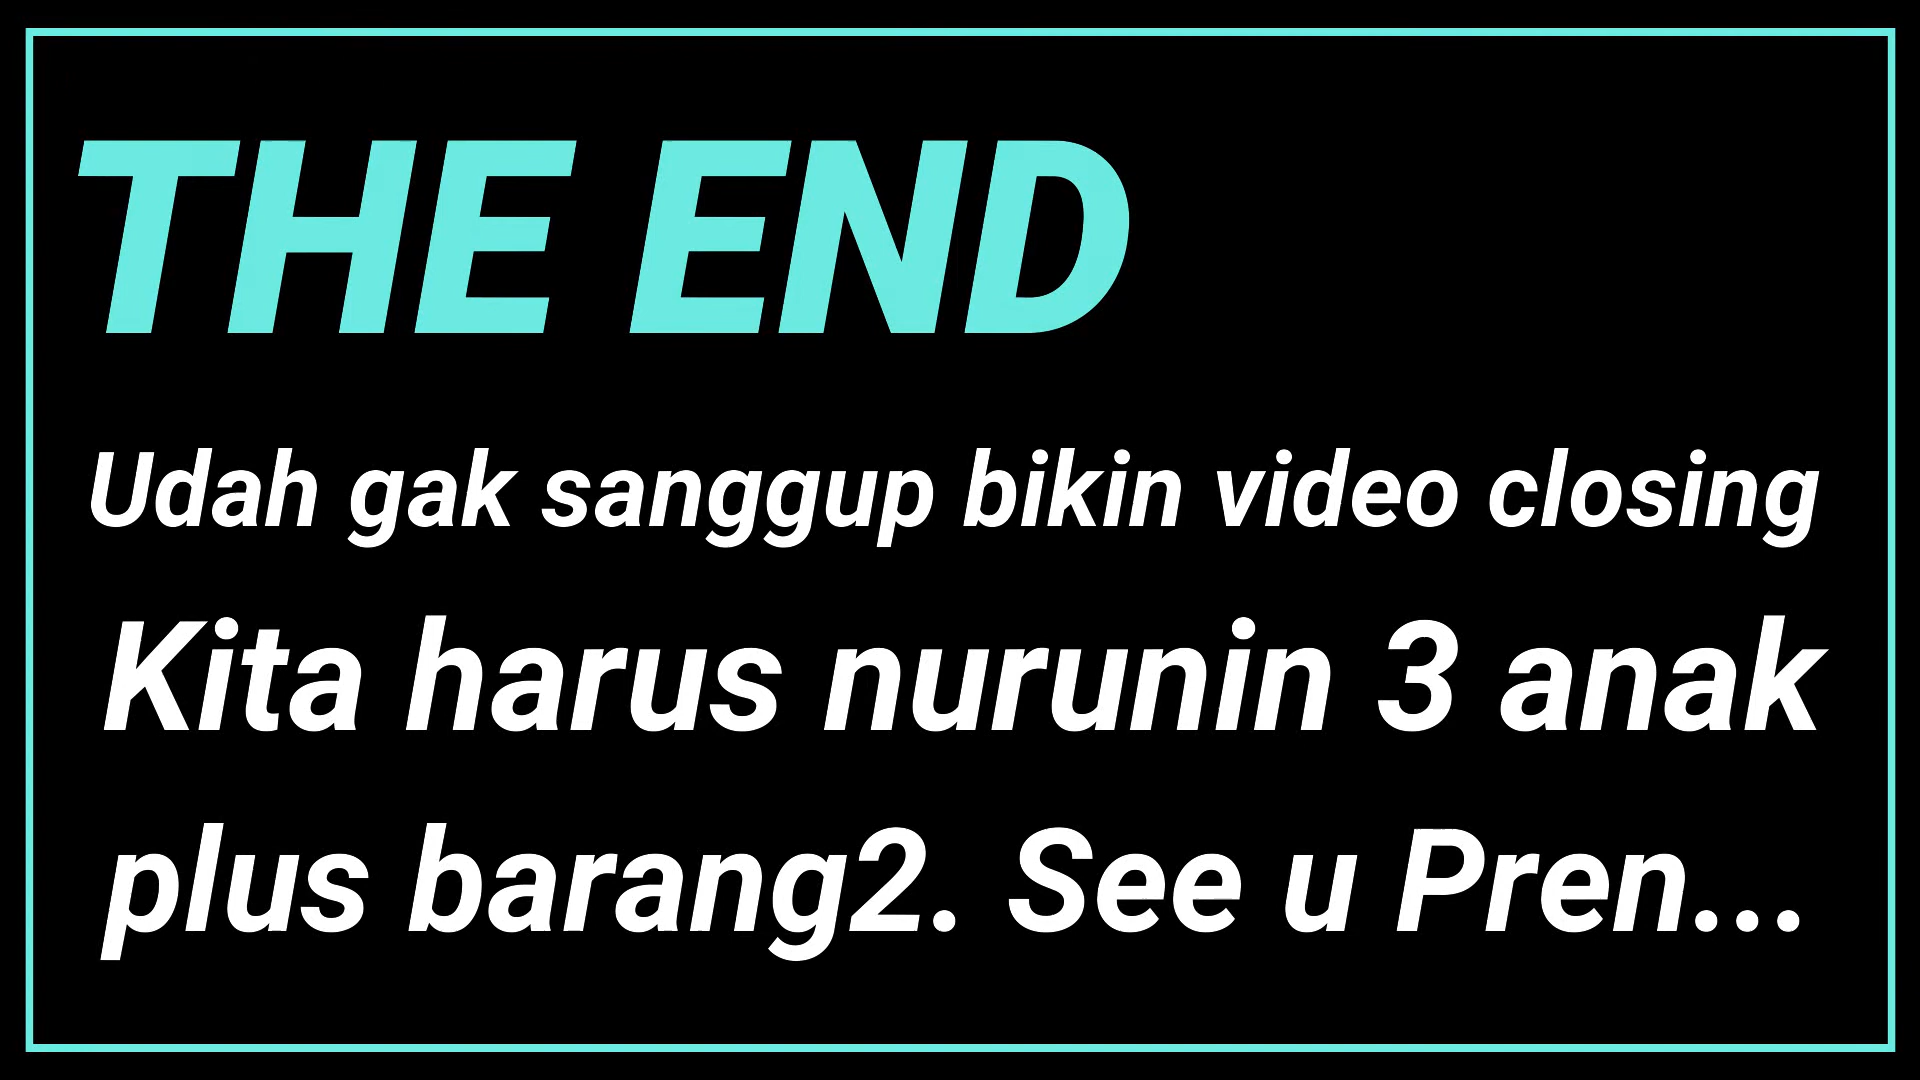 THE END
Udah gak sanggup bikin video closing
Kita harus nurunin 3 anak
plus barang2. See u Pren...